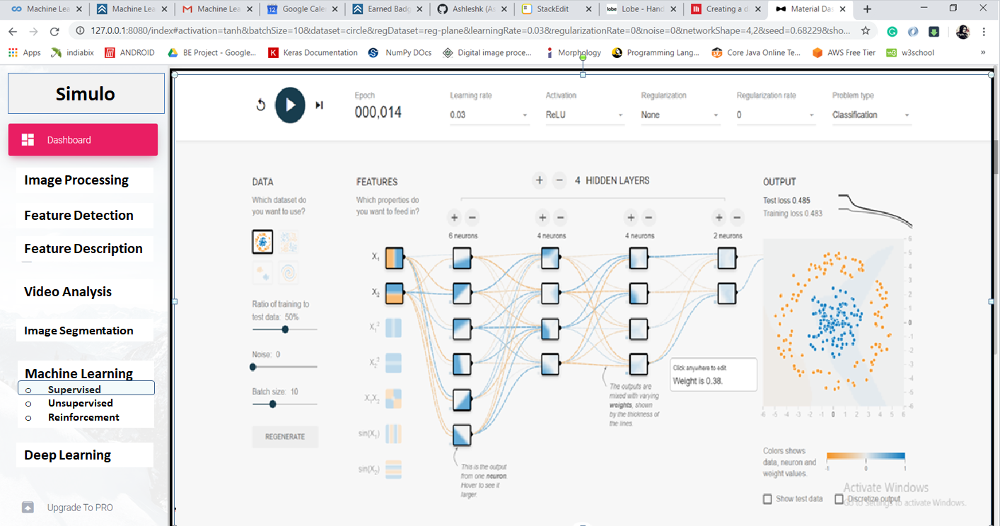 Machine Lea
Machine Lea
Machine Lea
Google Cale
Earned Badg
Ashleshk (As
StackEdit
Lobe - Hand
Creating a d
Material Das
127.0.0.1:8080/index#activation=tanh&batchSize=10&dataset=circle&regDataset=reg-plane&learningRate=0.03&regularizationRate=0&noise=0&networkShape=4,2&seed=0.68229&sho...
Apps
indiabix
ANDROID
BE Project - Google...
Keras Documentation
NumPy DOcs
Digital image proce...
Morphology
Programming Lang...
Core Java Online Te...
AWS Free Tier
w3school
»
Simulo
Dashboard
Image Processing
Feature Detection
Feature Description
Video Analysis
Image Segmentation
Machine Learning
Supervised
Unsupervised
Reinforcement
Deep Learning
Upgrade To PRO
Epoch
000,014
Learning rate
0.03
Activation
ReLU
Regularization
None
Regularization rate
0
Problem type
Classification
DATA
Which dataset do
you want to use?
Ratio of training to
test data: 50%
Noise: 0
Batch size: 10
REGENERATE
FEATURES
Which properties do
you want to feed in?
X1
X2
X1²
X2²
X1X2
sin(X1)
sin(X2)
+ − 4 HIDDEN LAYERS
+ −
6 neurons
+ −
4 neurons
+ −
4 neurons
+ −
2 neurons
The outputs are
mixed with varying
weights, shown
by the thickness of
the lines.
Click anywhere to edit.
Weight is 0.38.
This is the output
from one neuron.
Hover to see it
larger.
OUTPUT
Test loss 0.485
Training loss 0.483
6
5
4
3
2
1
0
-1
-2
-3
-4
-5
-6
-6 -5 -4 -3 -2 -1 0 1 2 3 4 5 6
Colors shows
data, neuron and
weight values.
-1 0 1
Show test data
Discretize output
Activate Windows
Go to Settings to activate Windows.